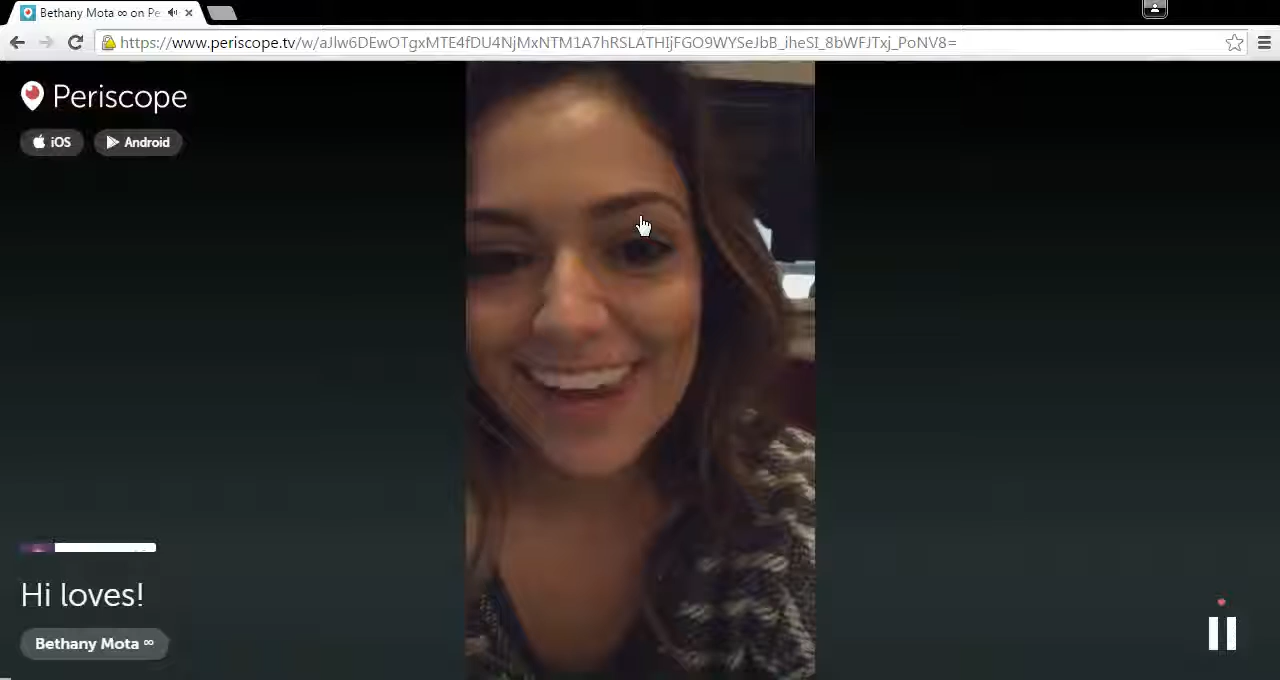 Bethany Mota ∞ on Pe
https://www.periscope.tv/w/aJlw6DEwOTgxMTE4fDU4NjMxNTM1A7hRSLATHIjFGO9WYSeJbB_iheSI_8bWFJTxj_PoNV8=
Periscope
iOS
Android
Hi loves!
Bethany Mota ∞